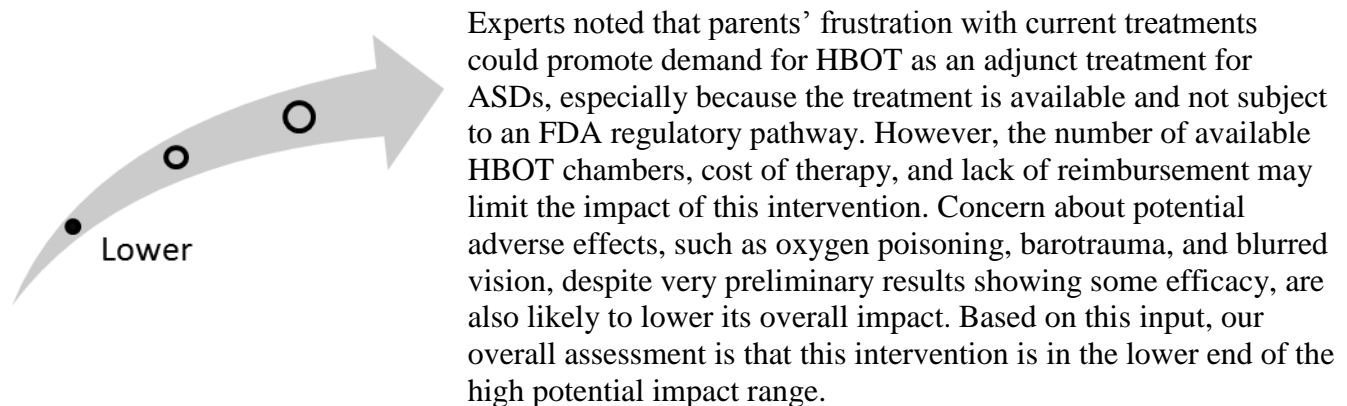 Lower
Experts noted that parents’ frustration with current treatments
could promote demand for HBOT as an adjunct treatment for
ASDs, especially because the treatment is available and not subject
to an FDA regulatory pathway. However, the number of available
HBOT chambers, cost of therapy, and lack of reimbursement may
limit the impact of this intervention. Concern about potential
adverse effects, such as oxygen poisoning, barotrauma, and blurred
vision, despite very preliminary results showing some efficacy, are
also likely to lower its overall impact. Based on this input, our
overall assessment is that this intervention is in the lower end of the
high potential impact range.